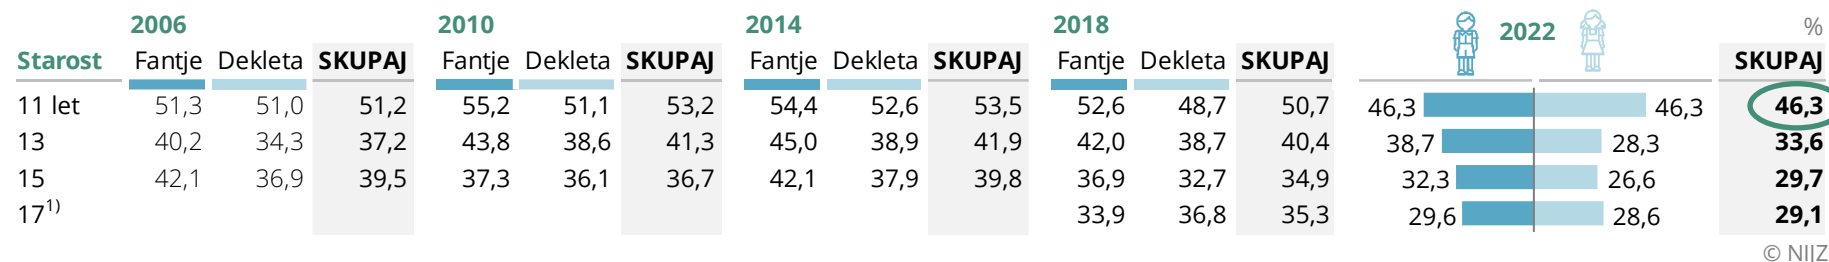 2006 2010 2014 2018 2022 %
Starost Fantje Dekleta SKUPAJ Fantje Dekleta SKUPAJ Fantje Dekleta SKUPAJ Fantje Dekleta SKUPAJ SKUPAJ
11 let 51,3 51,0 51,2 55,2 51,1 53,2 54,4 52,6 53,5 52,6 48,7 50,7 46,3 46,3 46,3
13 40,2 34,3 37,2 43,8 38,6 41,3 45,0 38,9 41,9 42,0 38,7 40,4 38,7 28,3 33,6
15 42,1 36,9 39,5 37,3 36,1 36,7 42,1 37,9 39,8 36,9 32,7 34,9 32,3 26,6 29,7
17¹⁾ 33,9 36,8 35,3 29,6 28,6 29,1
© NIJZ